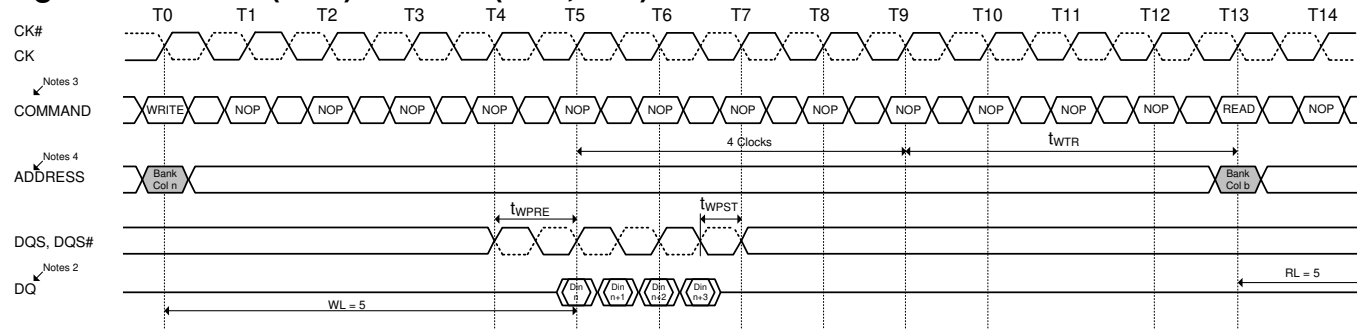 T0 T1 T2 T3 T4 T5 T6 T7 T8 T9 T10 T11 T12 T13 T14
CK#
CK
Notes 3
COMMAND WRITE NOP NOP NOP NOP NOP NOP NOP NOP NOP NOP NOP NOP READ NOP
4 Clocks tWTR
Notes 4
ADDRESS Bank Col n Bank Col b
tWPRE tWPST
DQS, DQS#
Notes 2
DQ Din n Din n+1 Din n+2 Din n+3
RL = 5
WL = 5